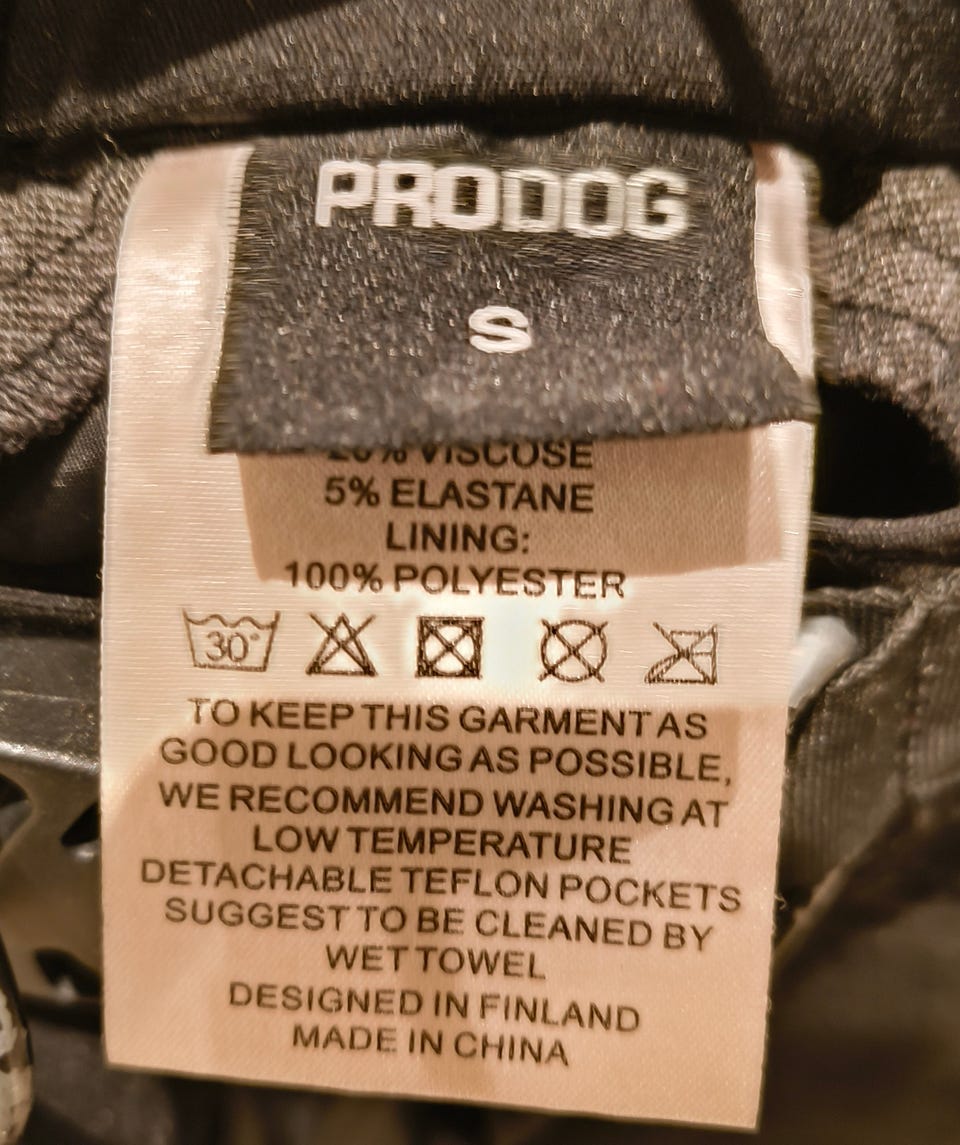 PRODOG
S
20% VISCOSE
5% ELASTANE
LINING:
100% POLYESTER
30°
TO KEEP THIS GARMENT AS
GOOD LOOKING AS POSSIBLE,
WE RECOMMEND WASHING AT
LOW TEMPERATURE
DETACHABLE TEFLON POCKETS
SUGGEST TO BE CLEANED BY
WET TOWEL
DESIGNED IN FINLAND
MADE IN CHINA